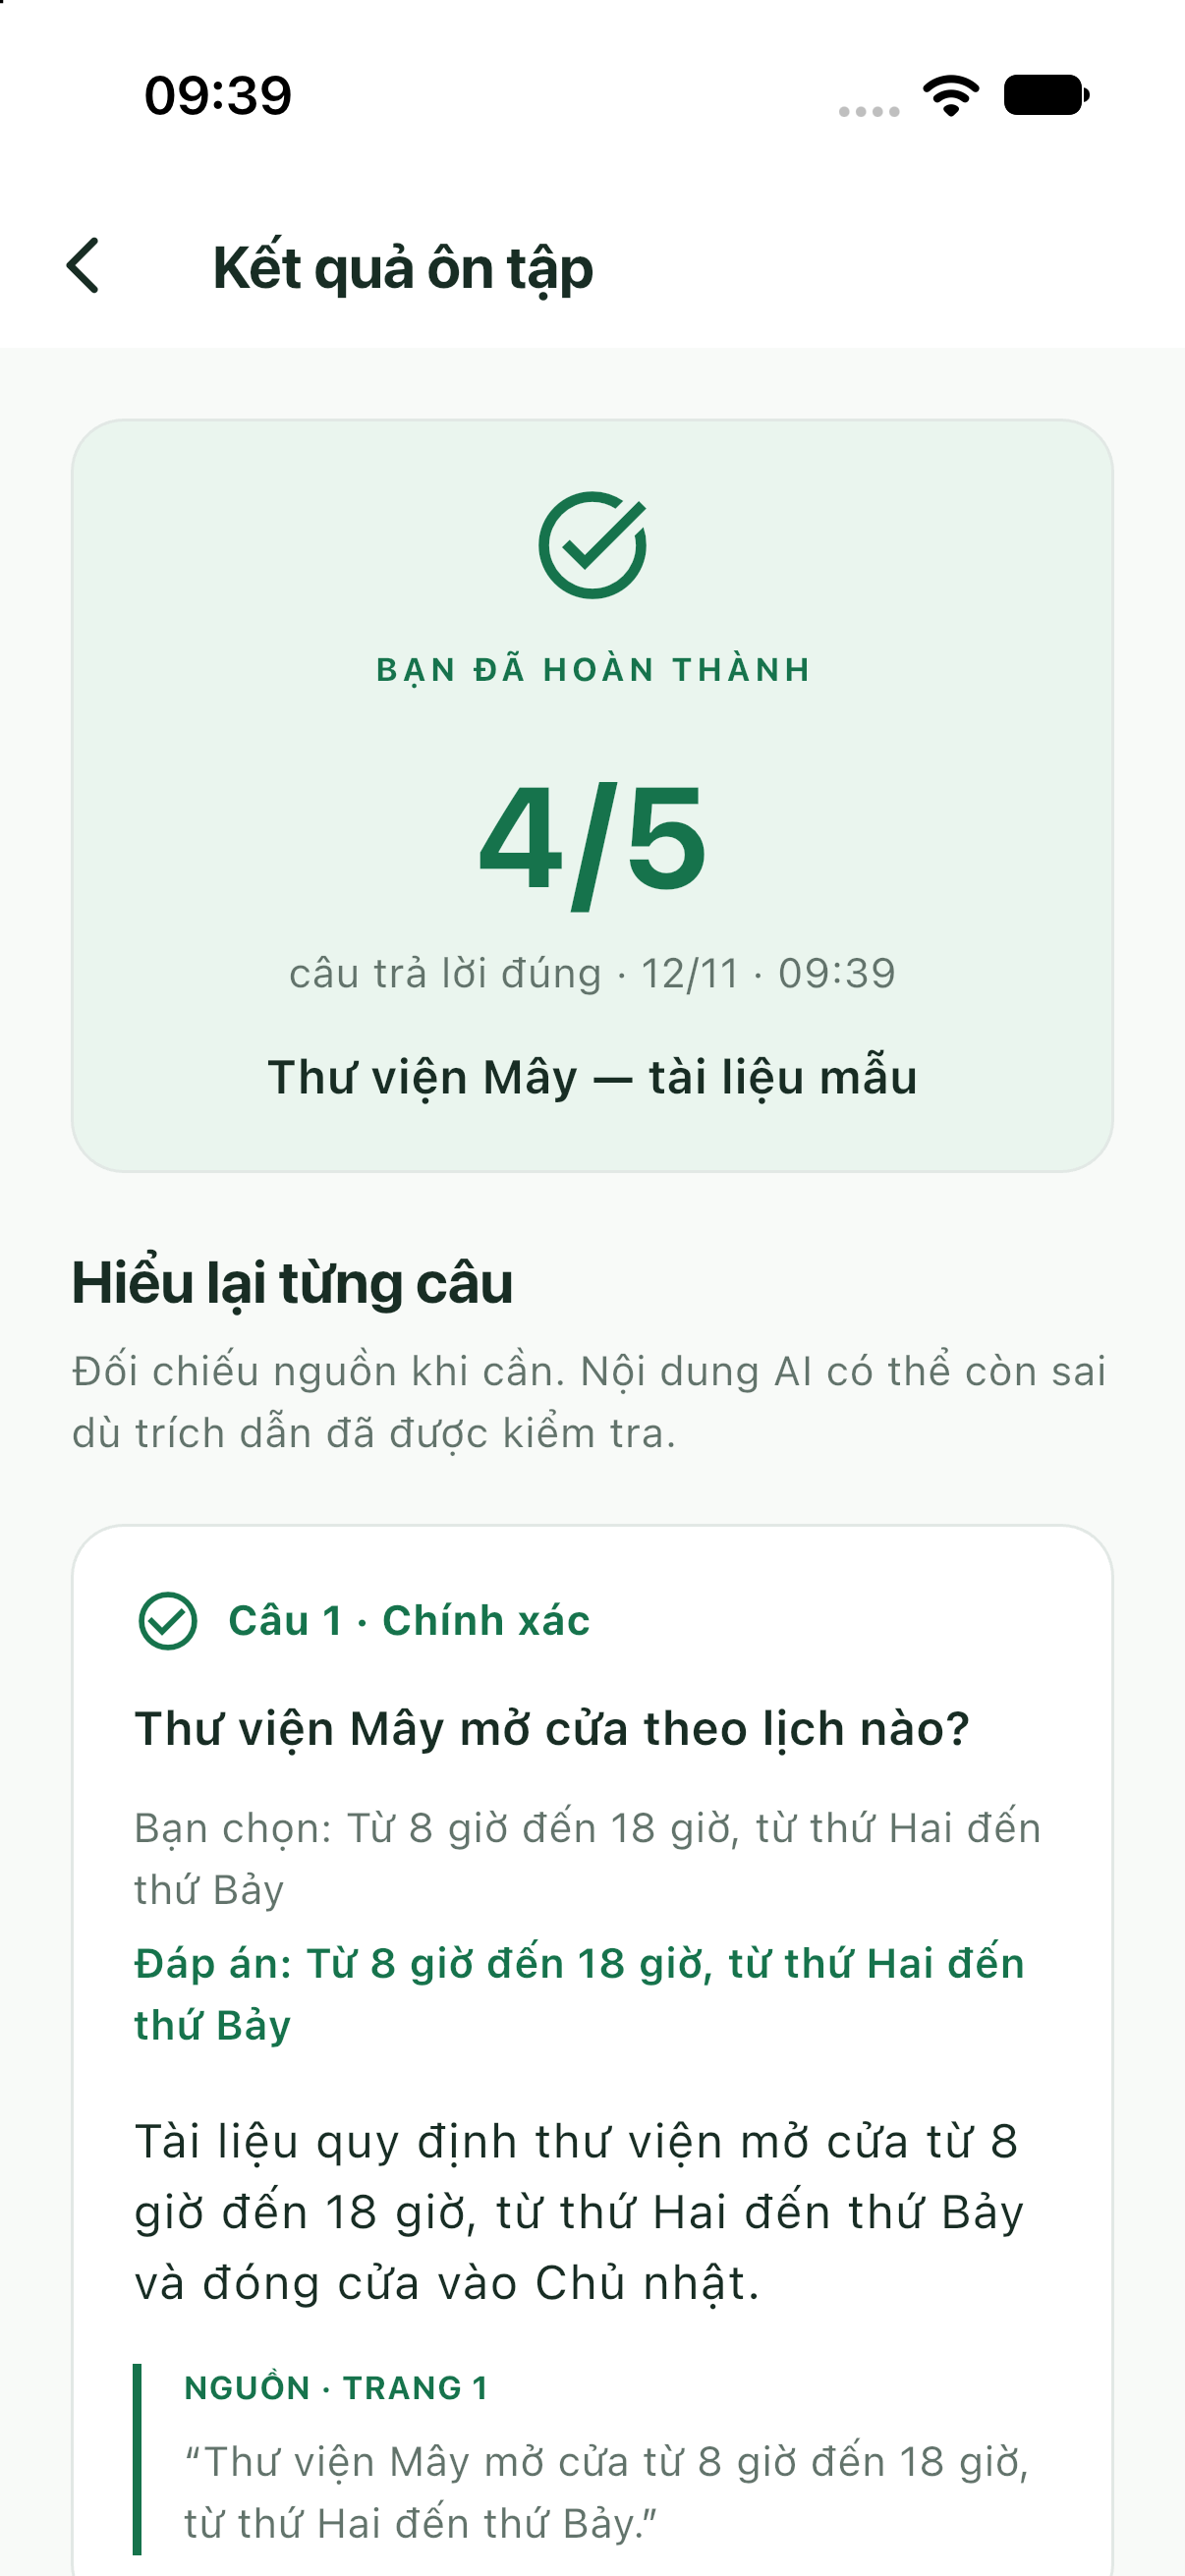 09:39
Kết quả ôn tập
BẠN ĐÃ HOÀN THÀNH
4/5
câu trả lời đúng · 12/11 · 09:39
Thư viện Mây — tài liệu mẫu
Hiểu lại từng câu
Đối chiếu nguồn khi cần. Nội dung AI có thể còn sai
dù trích dẫn đã được kiểm tra.
Câu 1 · Chính xác
Thư viện Mây mở cửa theo lịch nào?
Bạn chọn: Từ 8 giờ đến 18 giờ, từ thứ Hai đến
thứ Bảy
Đáp án: Từ 8 giờ đến 18 giờ, từ thứ Hai đến
thứ Bảy
Tài liệu quy định thư viện mở cửa từ 8
giờ đến 18 giờ, từ thứ Hai đến thứ Bảy
và đóng cửa vào Chủ nhật.
NGUỒN · TRANG 1
“Thư viện Mây mở cửa từ 8 giờ đến 18 giờ,
từ thứ Hai đến thứ Bảy.”